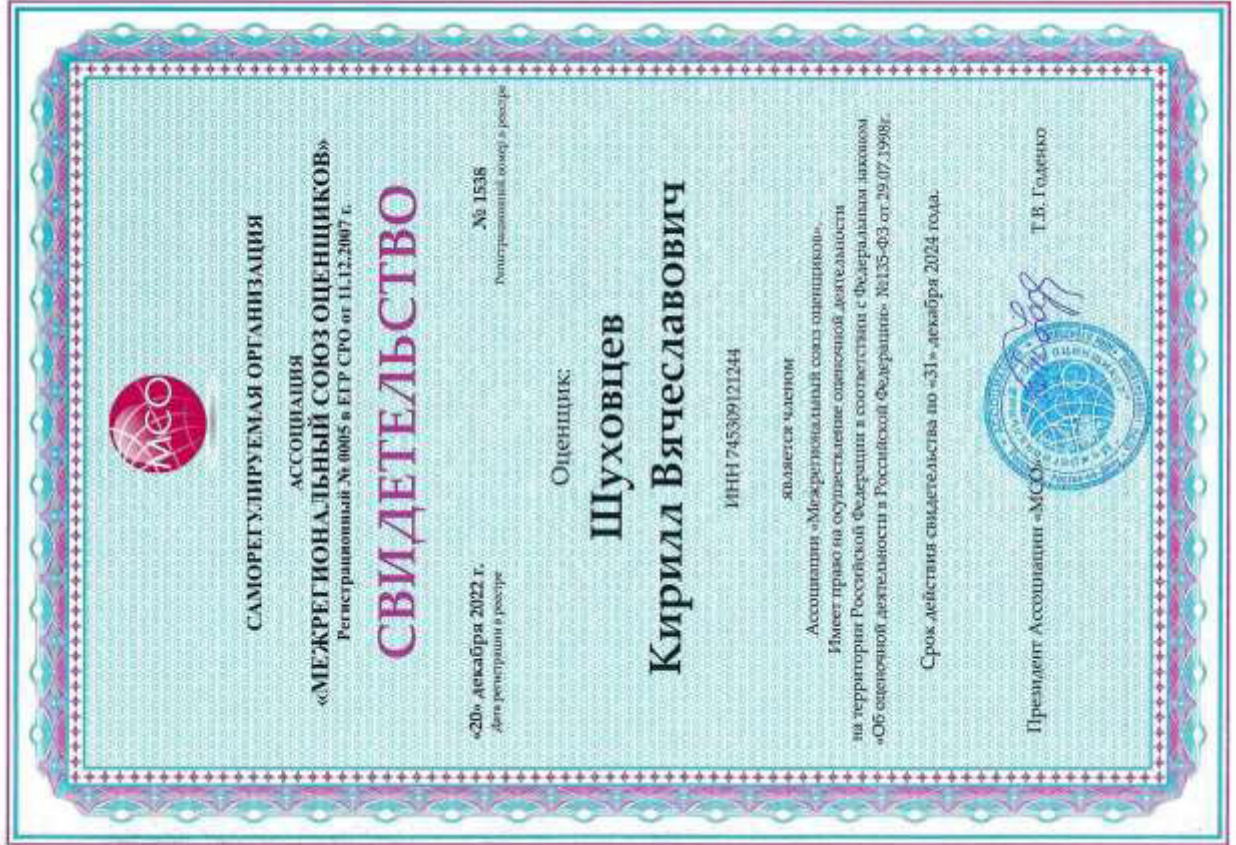 МСО
САМОРЕГУЛИРУЕМАЯ ОРГАНИЗАЦИЯ
АССОЦИАЦИЯ
«МЕЖРЕГИОНАЛЬНЫЙ СОЮЗ ОЦЕНЩИКОВ»
Регистрационный № 0005 в ЕГР СРО от 11.12.2007 г.
СВИДЕТЕЛЬСТВО
«20» декабря 2022 г. № 1538
Дата регистрации в реестре Регистрационный номер в реестре
Оценщик:
Шуховцев
Кирилл Вячеславович
ИНН 745309121244
является членом
Ассоциации «Межрегиональный союз оценщиков».
Имеет право на осуществление оценочной деятельности
на территории Российской Федерации в соответствии с Федеральным законом
«Об оценочной деятельности в Российской Федерации» №135-ФЗ от 29.07.1998г.
Срок действия свидетельства по «31» декабря 2024 года.
Президент Ассоциации «МСО» Т.В. Годенко